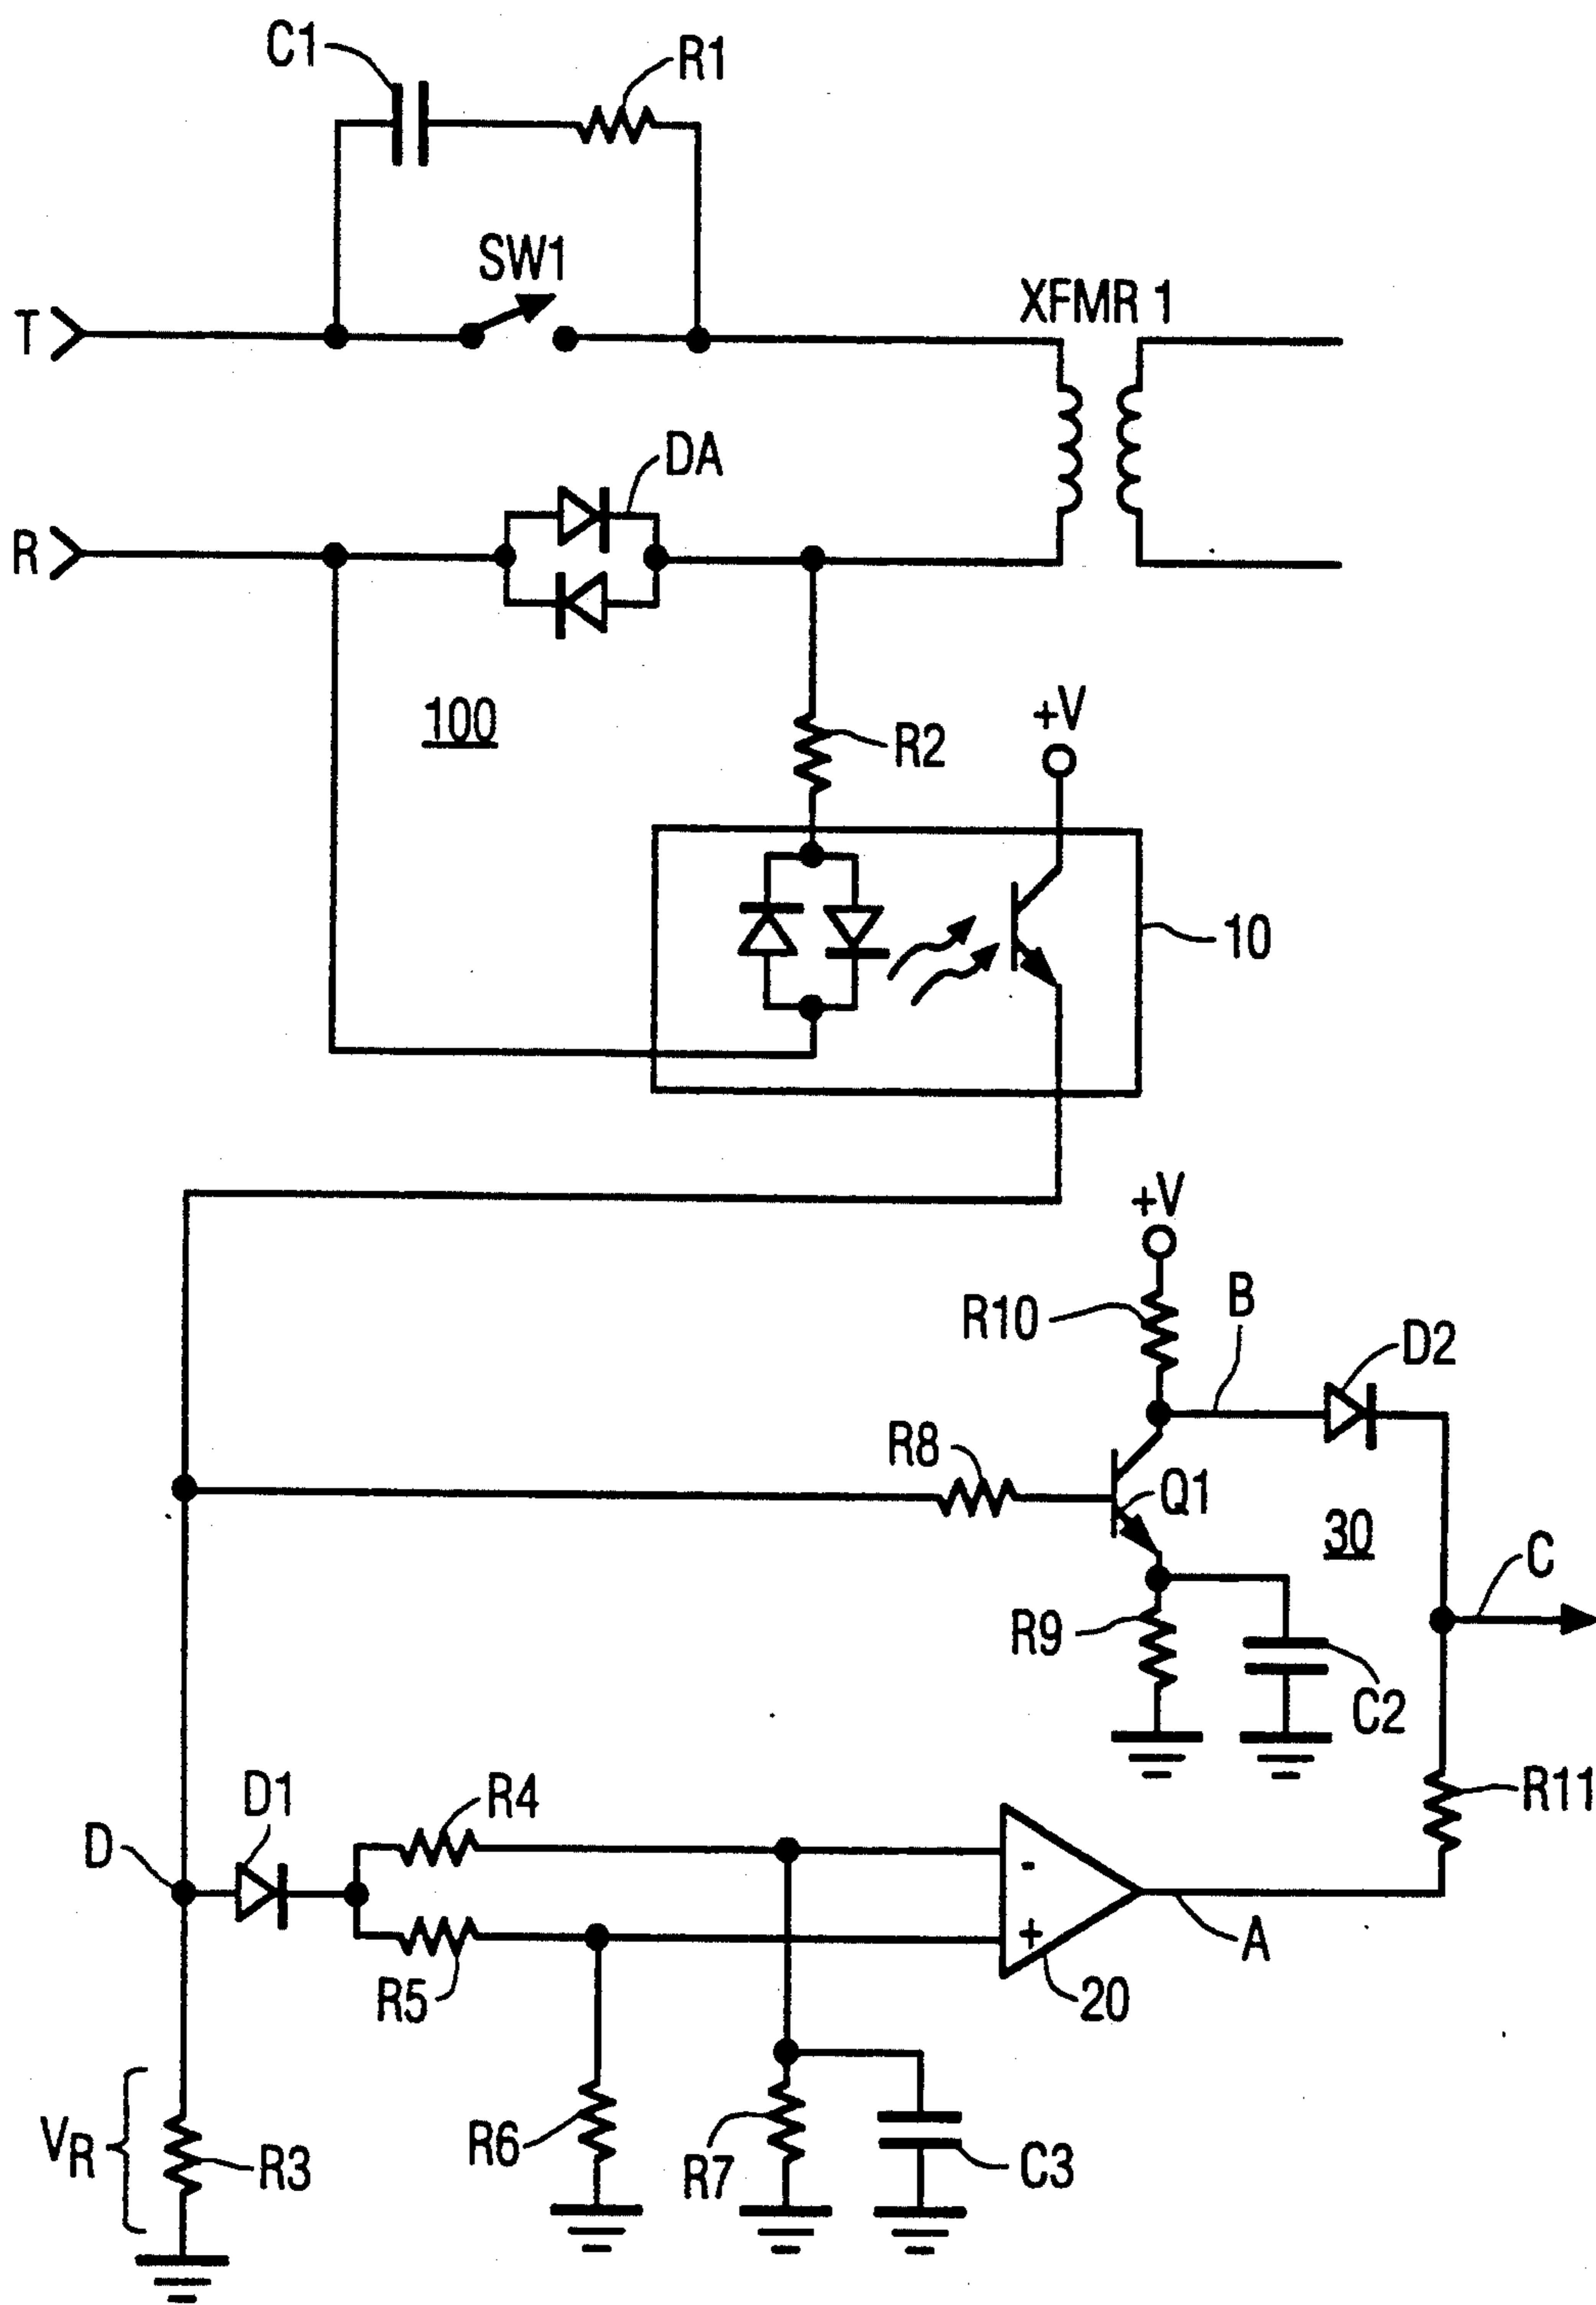 C1
R1
SW1
T
XFMR 1
DA
R
100
R2
+V
10
+V
R10
B
D2
R8
Q1
30
C
R9
C2
R11
D1
R4
D
-
+
A
R5
20
VR
R3
R6
R7
C3